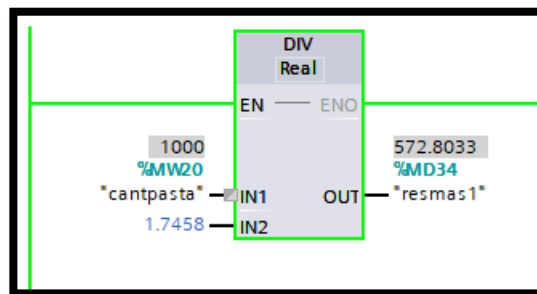 DIV
Real
EN ENO
1000 572.8033
%MW20 %MD34
"cantpasta" IN1 OUT "resmas1"
1.7458 IN2